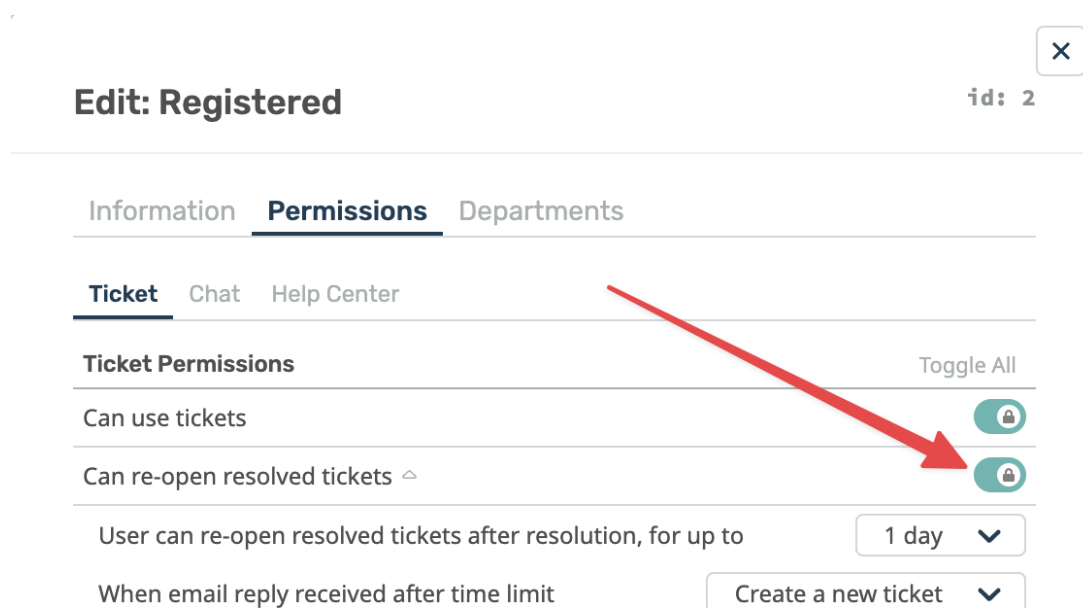 Edit: Registered
id: 2
Information Permissions Departments
Ticket Chat Help Center
Ticket Permissions Toggle All
Can use tickets
Can re-open resolved tickets
User can re-open resolved tickets after resolution, for up to 1 day
When email reply received after time limit Create a new ticket